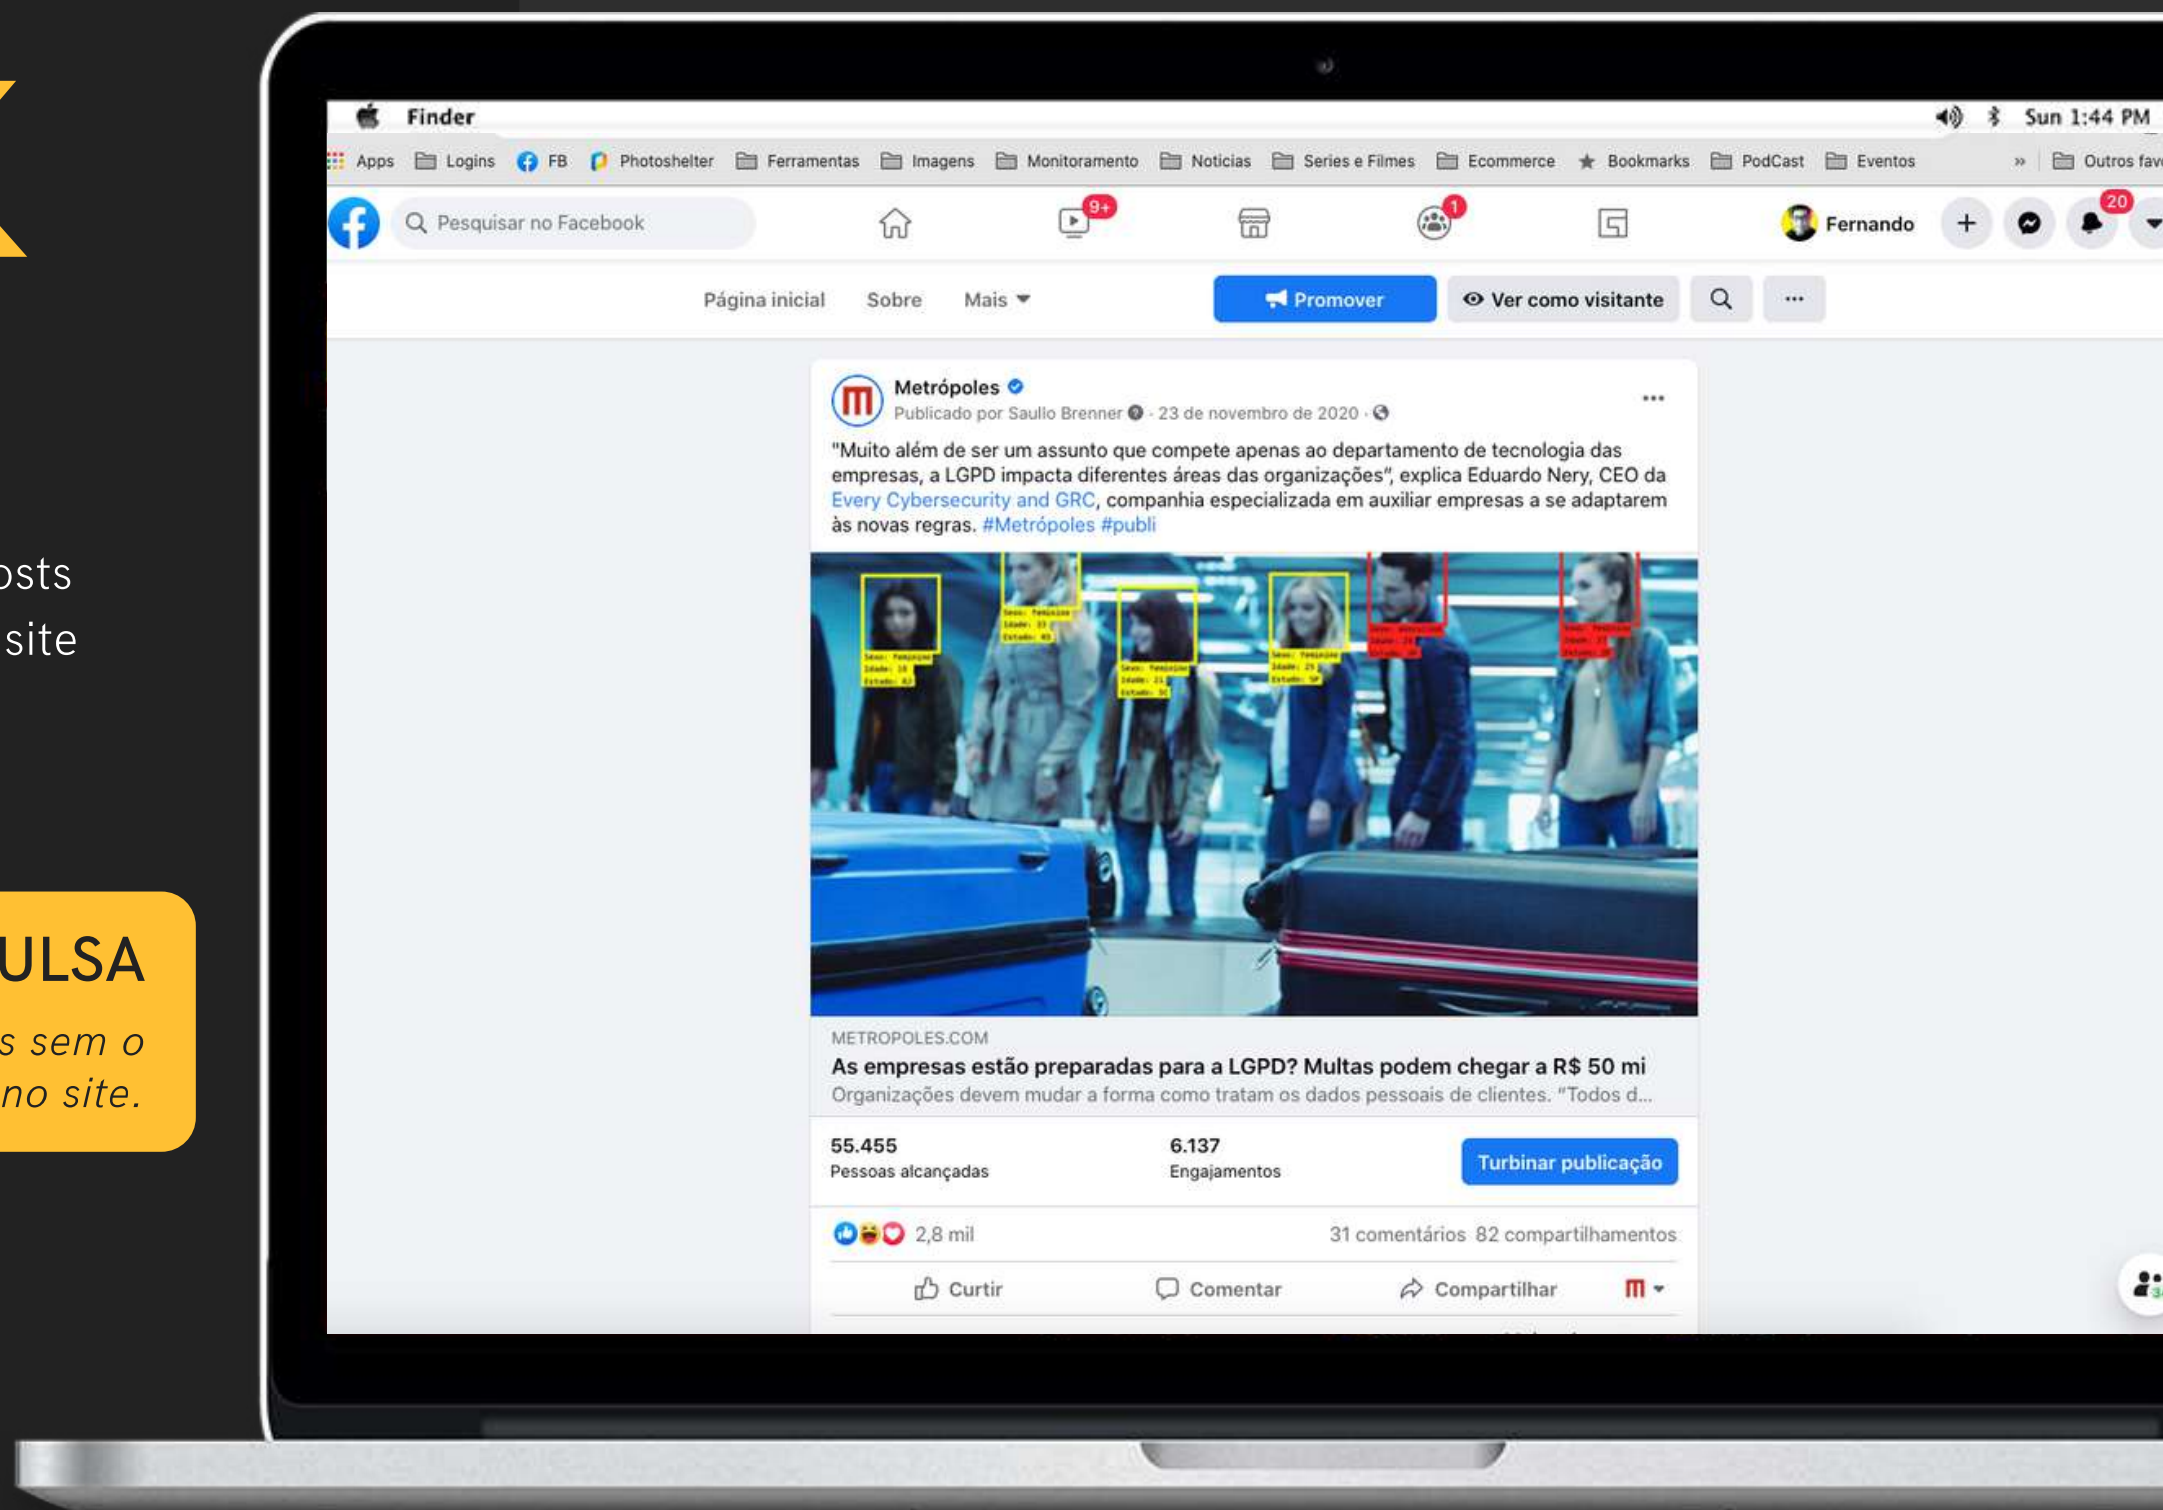 osts
site
ULSA
s sem o
no site.
Finder
Sun 1:44 PM
Apps Logins FB Photoshelter Ferramentas Imagens Monitoramento Noticias Series e Filmes Ecommerce Bookmarks PodCast Eventos » Outros favo
Pesquisar no Facebook 9+ 1 Fernando 20
Página inicial Sobre Mais Promover Ver como visitante
Metrópoles
Publicado por Saullo Brenner · 23 de novembro de 2020 ·
"Muito além de ser um assunto que compete apenas ao departamento de tecnologia das
empresas, a LGPD impacta diferentes áreas das organizações", explica Eduardo Nery, CEO da
Every Cybersecurity and GRC, companhia especializada em auxiliar empresas a se adaptarem
às novas regras. #Metrópoles #publi
METROPOLES.COM
As empresas estão preparadas para a LGPD? Multas podem chegar a R$ 50 mi
Organizações devem mudar a forma como tratam os dados pessoais de clientes. "Todos d...
55.455 6.137
Pessoas alcançadas Engajamentos Turbinar publicação
2,8 mil 31 comentários 82 compartilhamentos
Curtir Comentar Compartilhar